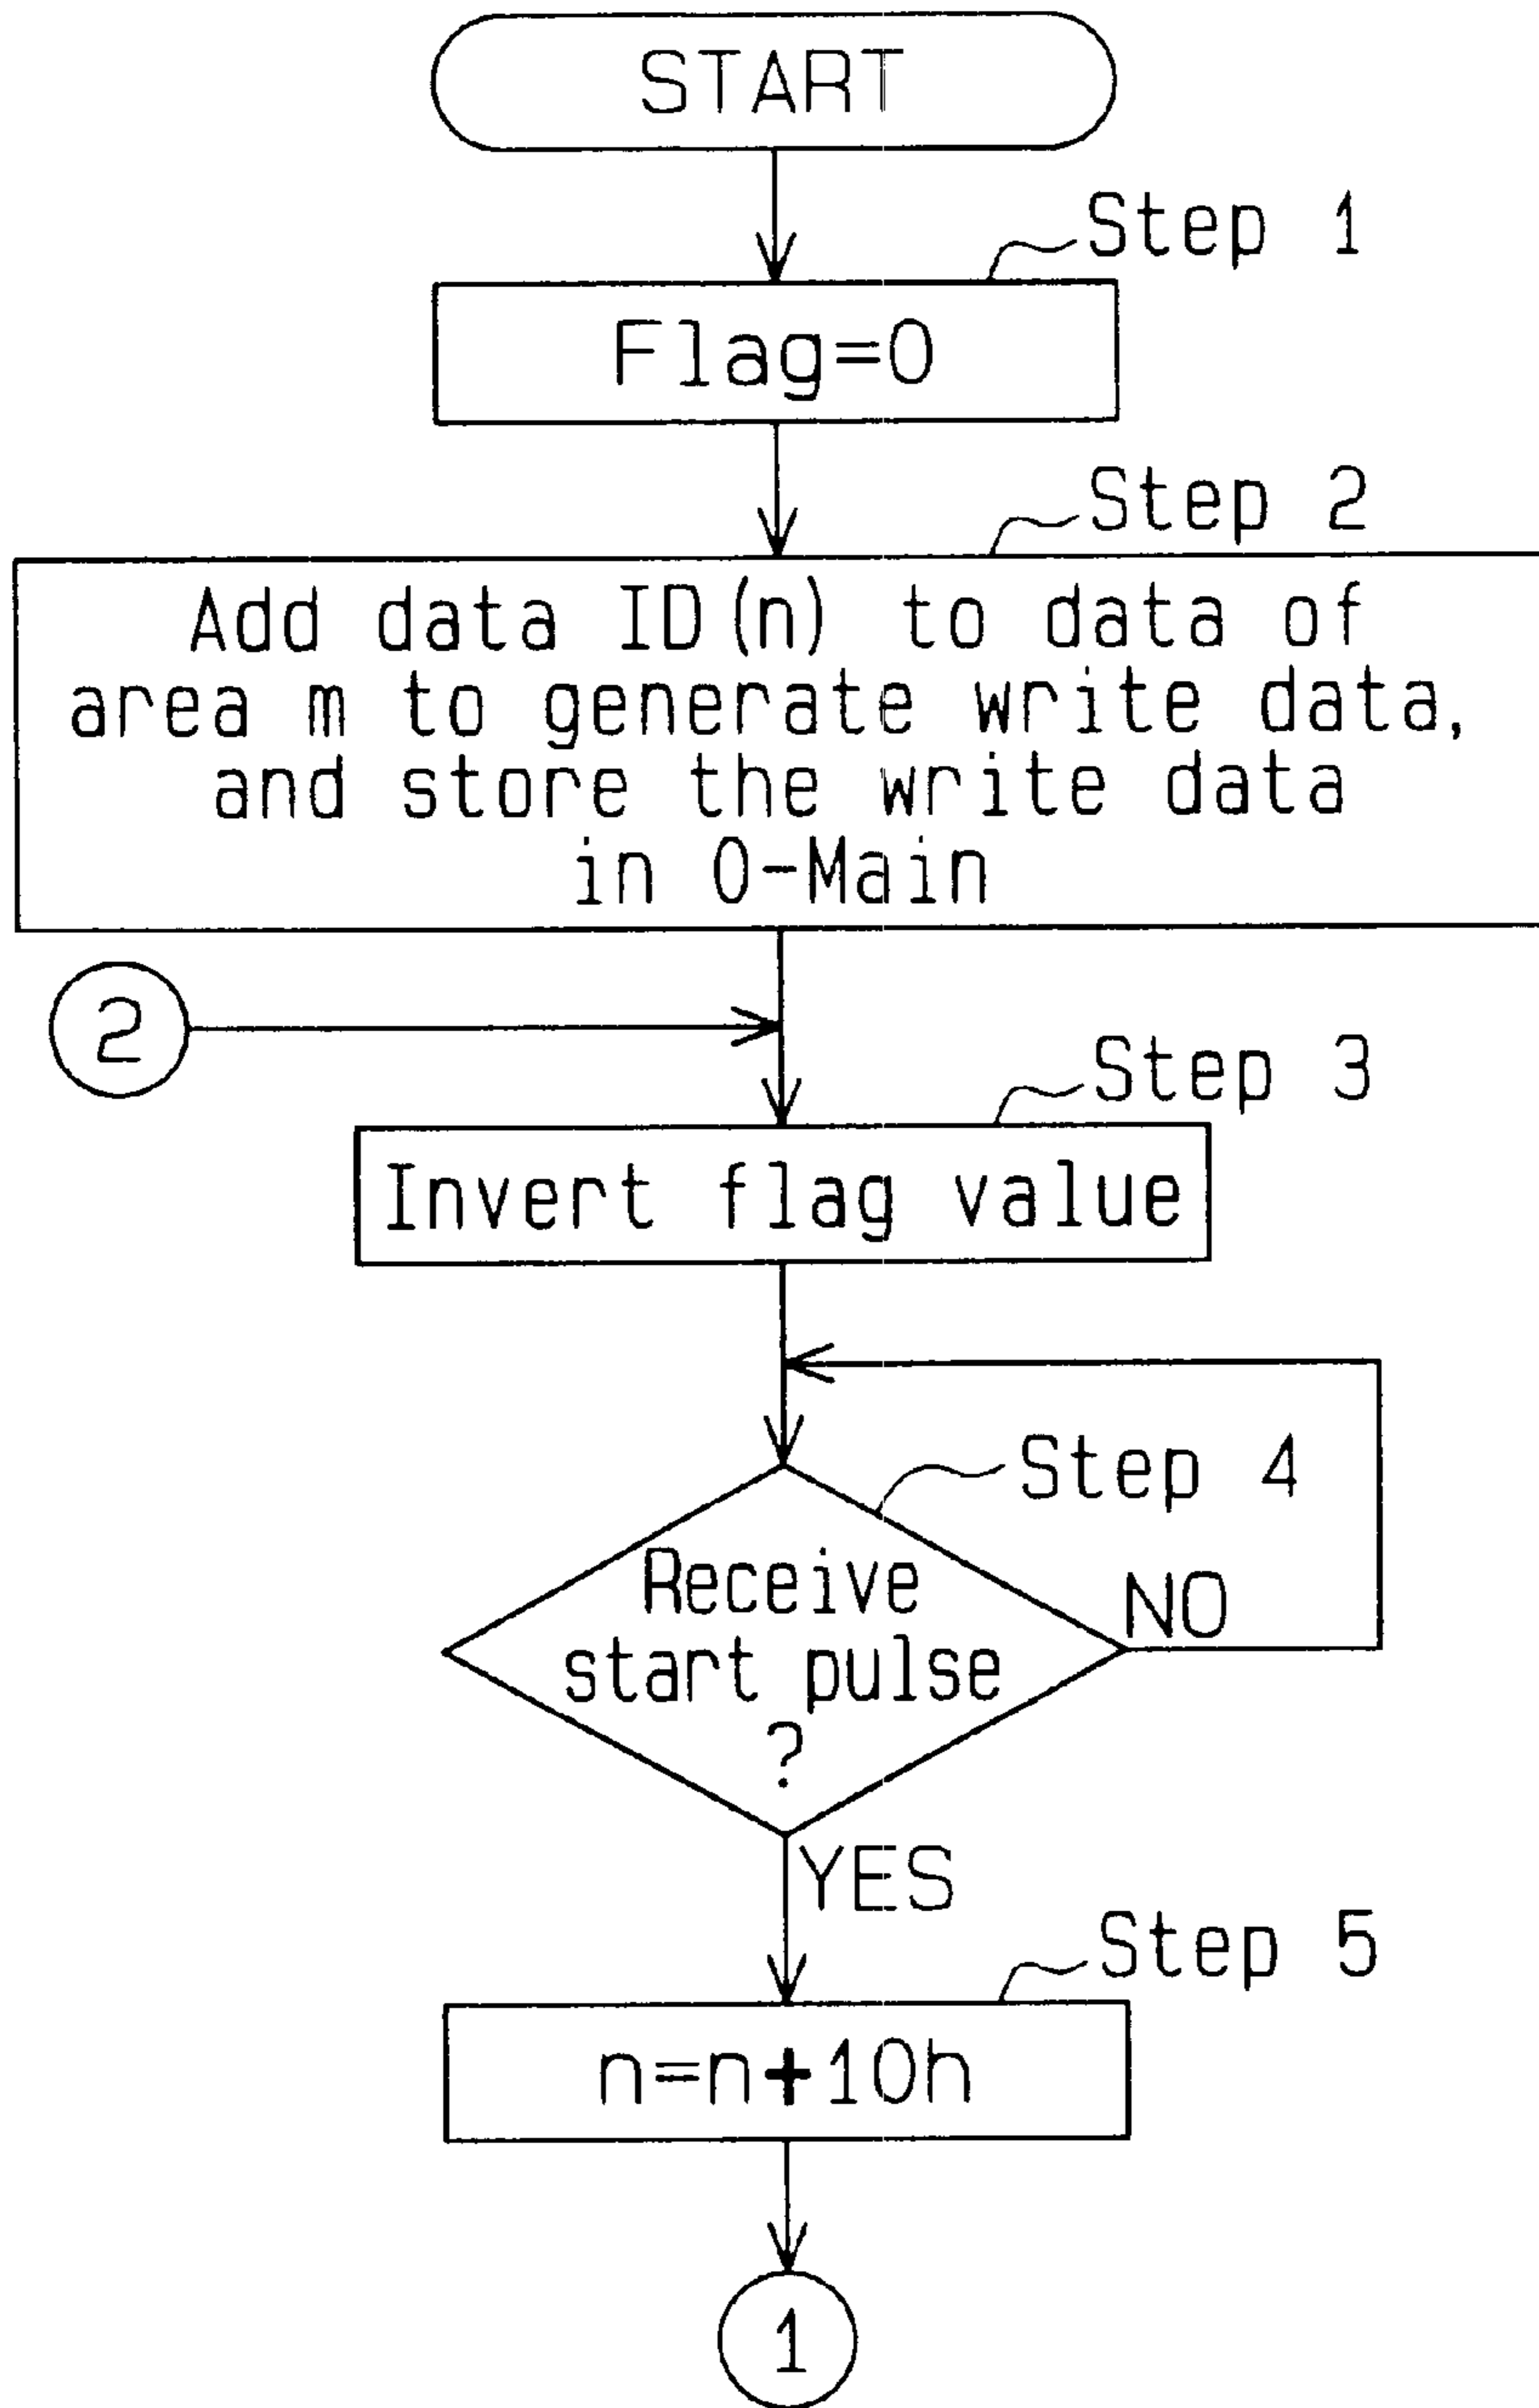 START
Step 1
Flag=0
Step 2
Add data ID(n) to data of
area m to generate write data,
and store the write data
in 0-Main
2
Step 3
Invert flag value
Step 4
Receive
start pulse
?
NO
YES
Step 5
n=n+10h
1